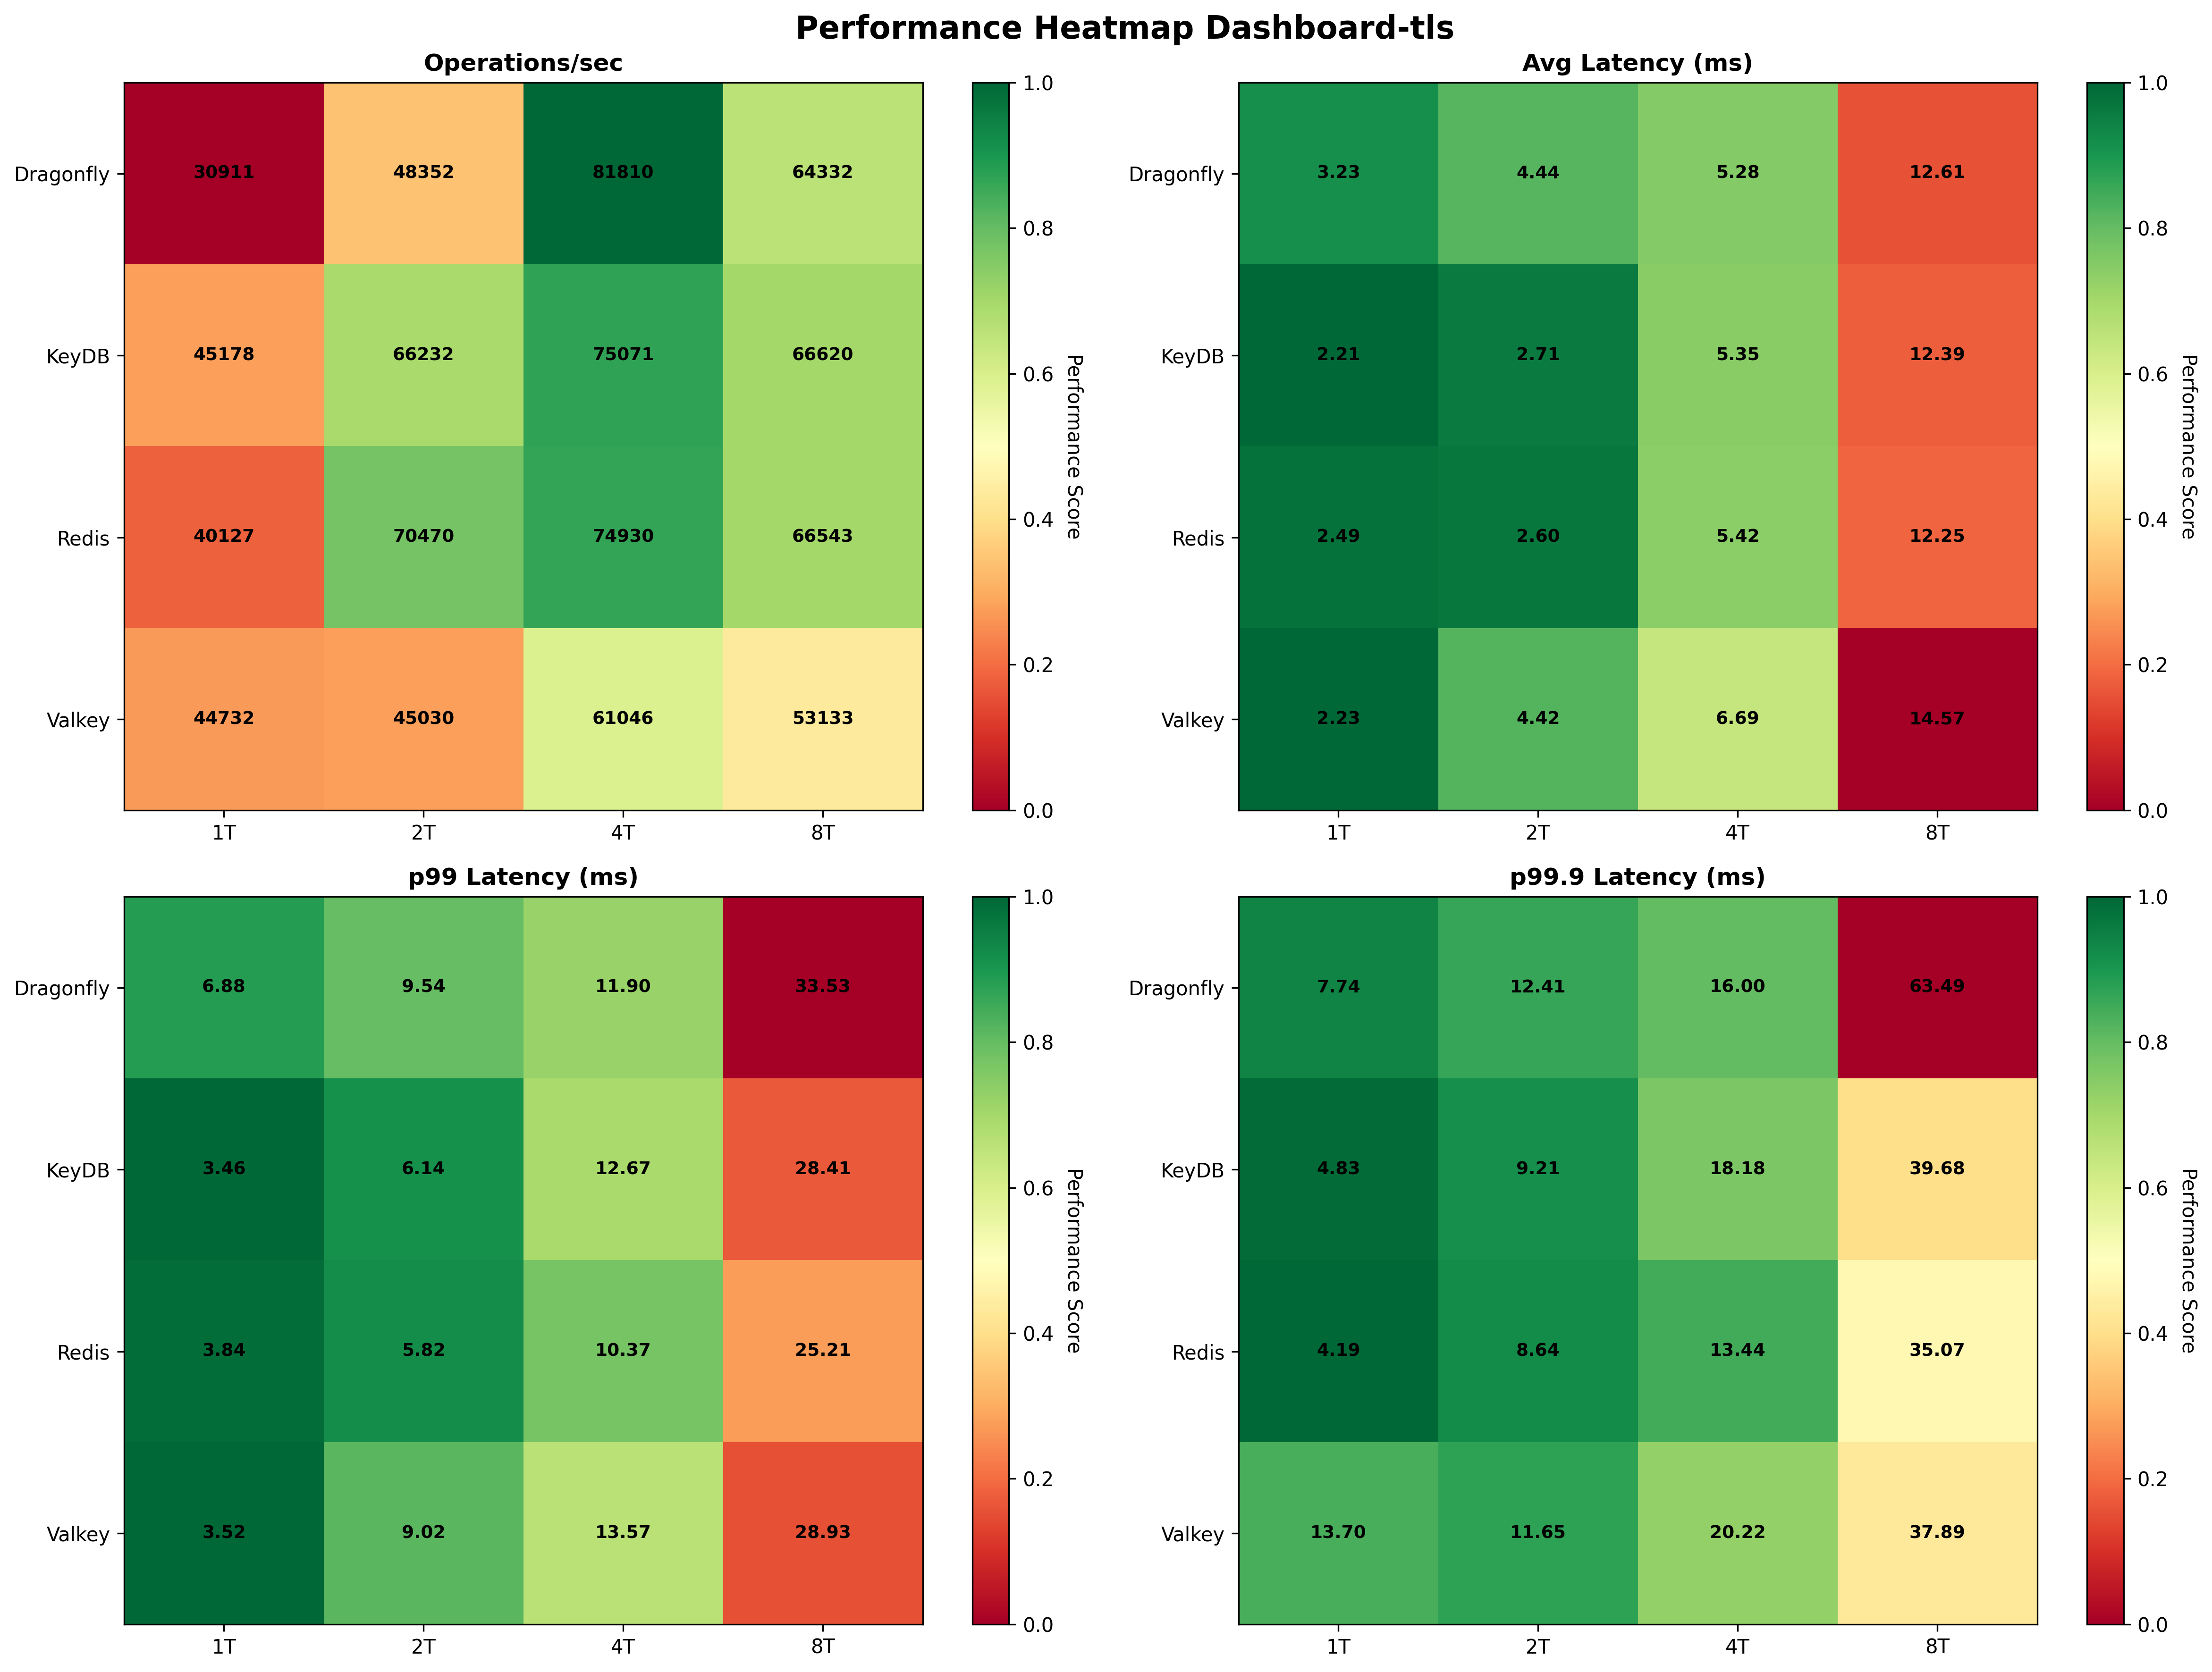 Performance Heatmap Dashboard-tls
Operations/sec
Dragonfly 30911 48352 81810 64332
KeyDB 45178 66232 75071 66620
Redis 40127 70470 74930 66543
Valkey 44732 45030 61046 53133
1T 2T 4T 8T
1.0
0.8
0.6
0.4
0.2
0.0
Performance Score
Avg Latency (ms)
Dragonfly 3.23 4.44 5.28 12.61
KeyDB 2.21 2.71 5.35 12.39
Redis 2.49 2.60 5.42 12.25
Valkey 2.23 4.42 6.69 14.57
1T 2T 4T 8T
1.0
0.8
0.6
0.4
0.2
0.0
Performance Score
p99 Latency (ms)
Dragonfly 6.88 9.54 11.90 33.53
KeyDB 3.46 6.14 12.67 28.41
Redis 3.84 5.82 10.37 25.21
Valkey 3.52 9.02 13.57 28.93
1T 2T 4T 8T
1.0
0.8
0.6
0.4
0.2
0.0
Performance Score
p99.9 Latency (ms)
Dragonfly 7.74 12.41 16.00 63.49
KeyDB 4.83 9.21 18.18 39.68
Redis 4.19 8.64 13.44 35.07
Valkey 13.70 11.65 20.22 37.89
1T 2T 4T 8T
1.0
0.8
0.6
0.4
0.2
0.0
Performance Score